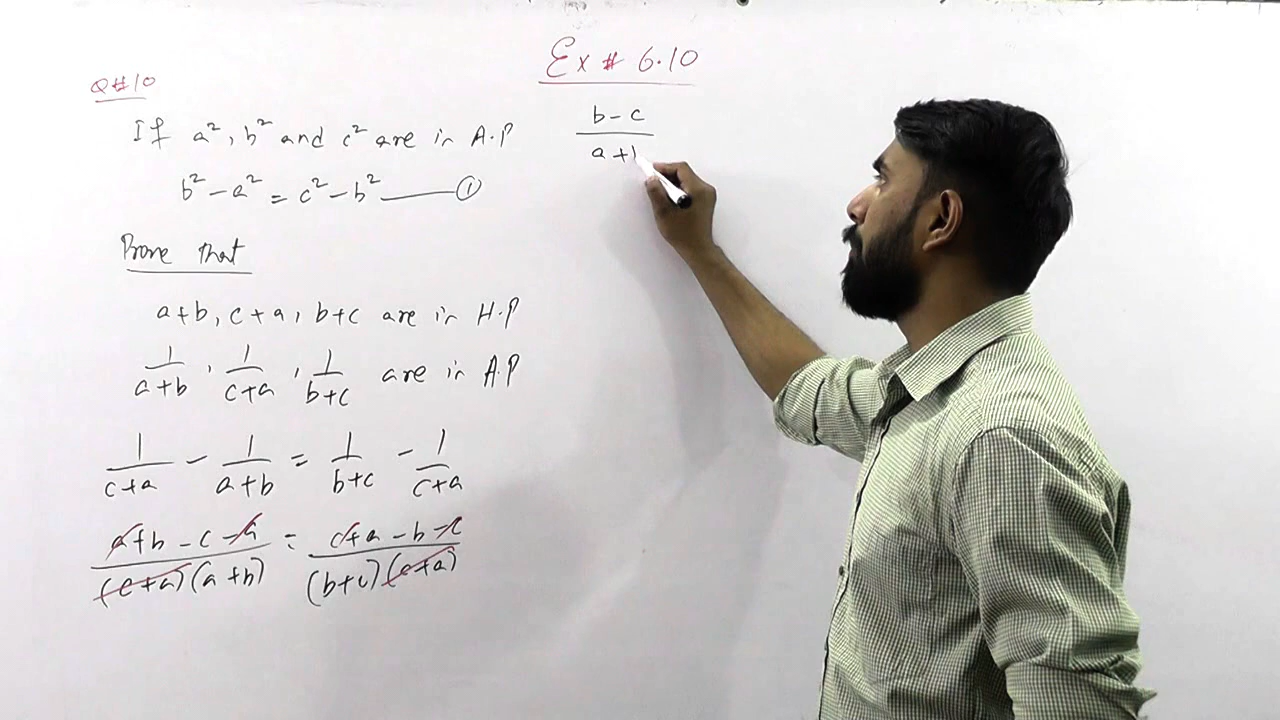 Ex # 6.10
Q#10
If a², b² and c² are in A.P
b² - a² = c² - b² ——— ①
Prove that
a+b, c+a, b+c are in H.P
1/(a+b), 1/(c+a), 1/(b+c) are in A.P
1/(c+a) - 1/(a+b) = 1/(b+c) - 1/(c+a)
(a+b-c-a)/((c+a)(a+b)) = (c+a-b-c)/((b+c)(c+a))
b-c
a+b